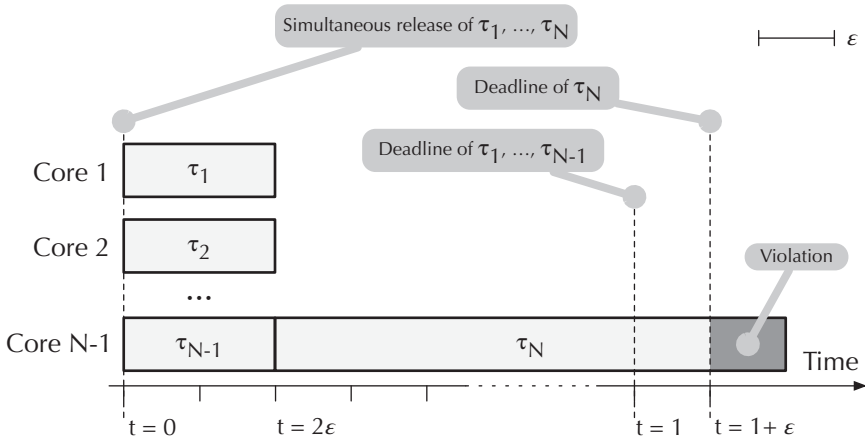 Simultaneous release of τ1, ..., τN
ε
Deadline of τN
Deadline of τ1, ..., τN-1
Core 1
τ1
Core 2
τ2
Violation
...
Core N-1
τN-1
τN
Time
t = 0
t = 2ε
t = 1
t = 1+ ε